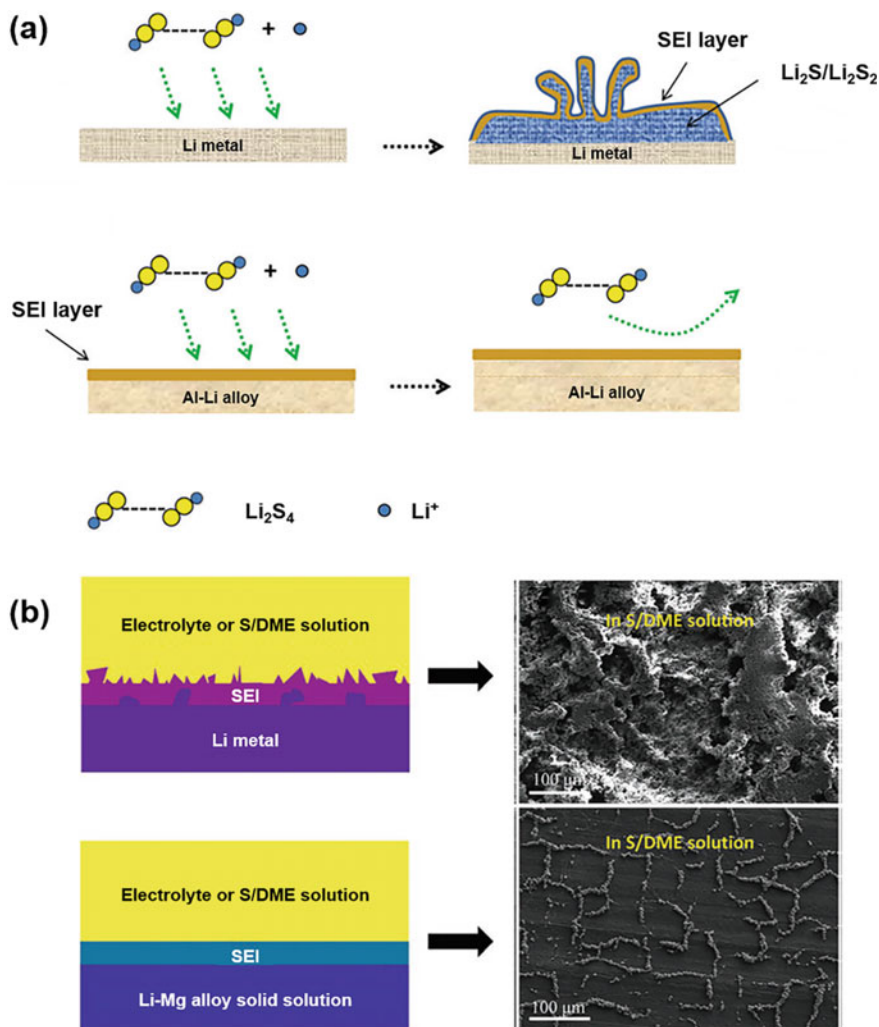 (a)
+
SEI layer
Li₂S/Li₂S₂
Li metal
Li metal
+
SEI layer
Al-Li alloy
Al-Li alloy
Li₂S₄
Li⁺
(b)
Electrolyte or S/DME solution
SEI
Li metal
In S/DME solution
100 μm
Electrolyte or S/DME solution
SEI
Li-Mg alloy solid solution
In S/DME solution
100 μm